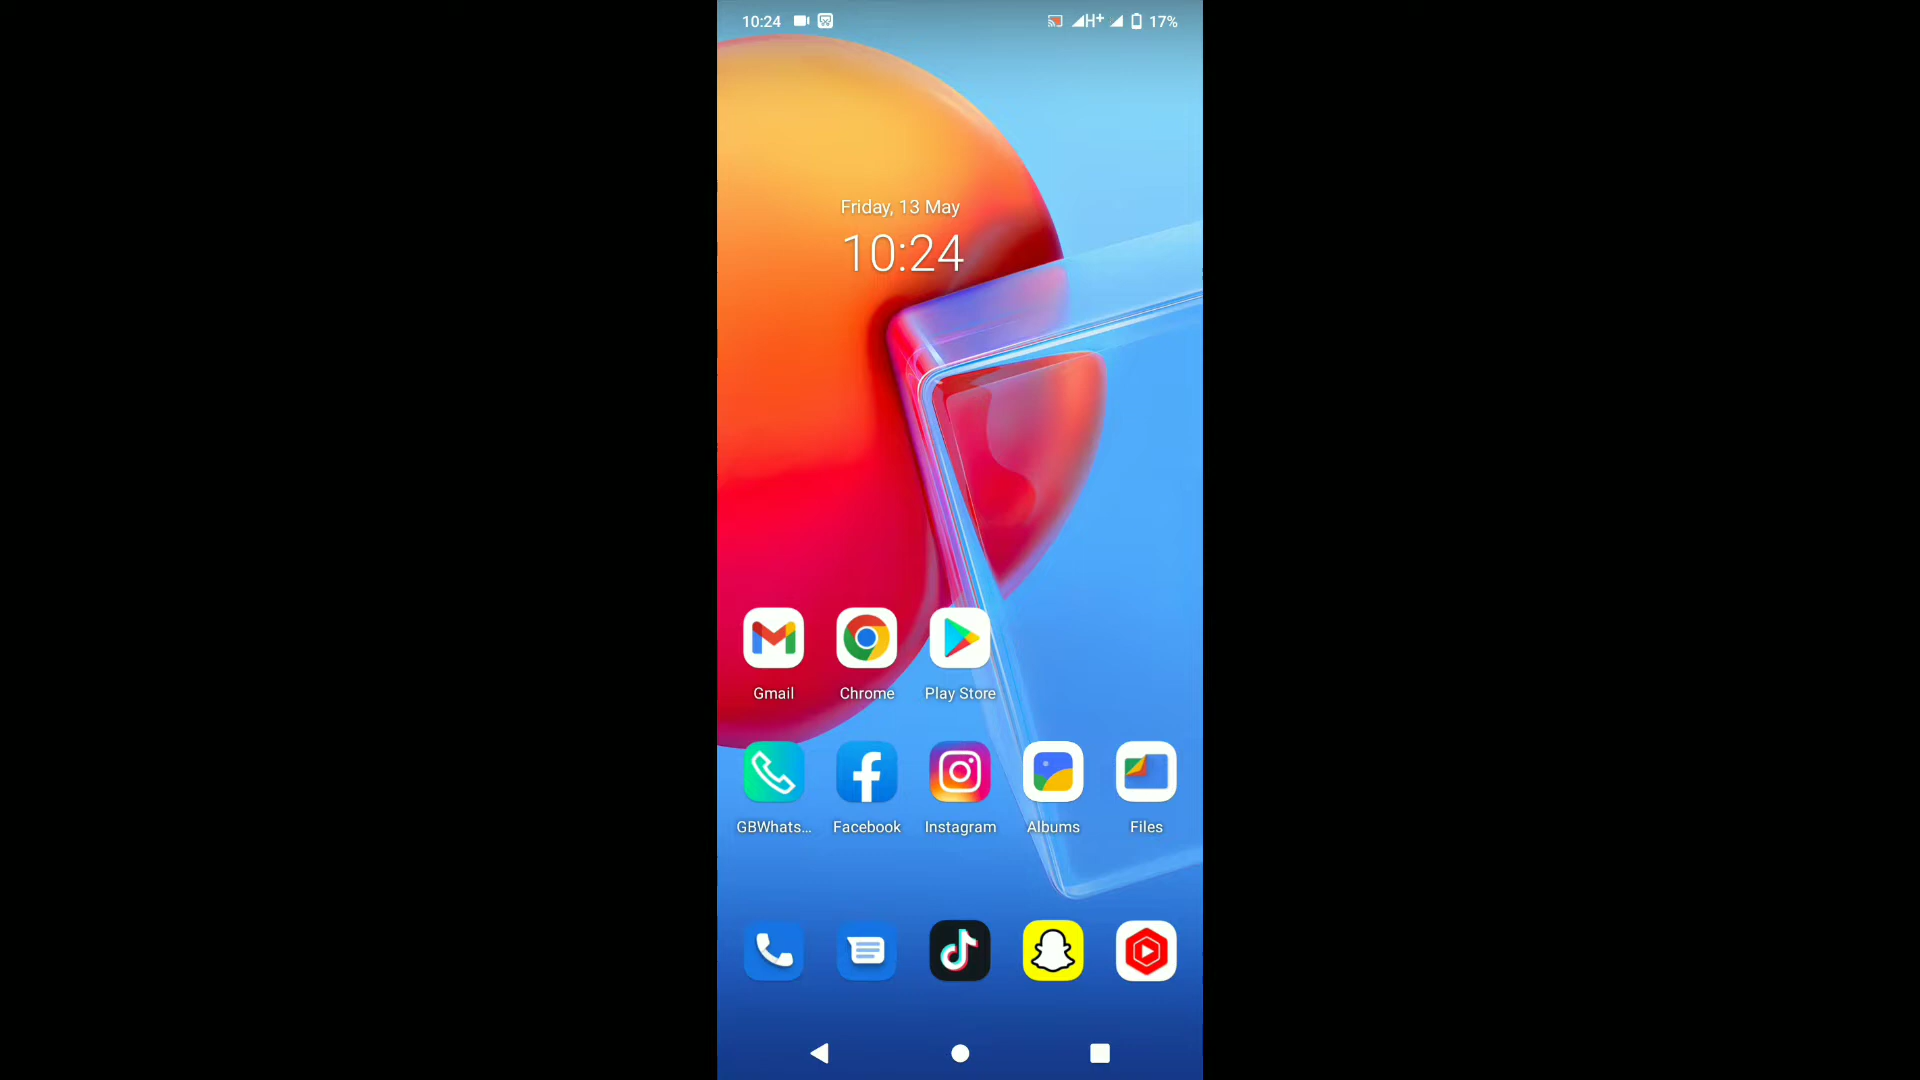 10:24 H+ 17%
Friday, 13 May
10:24
Gmail Chrome Play Store
GBWhats... Facebook Instagram Albums Files